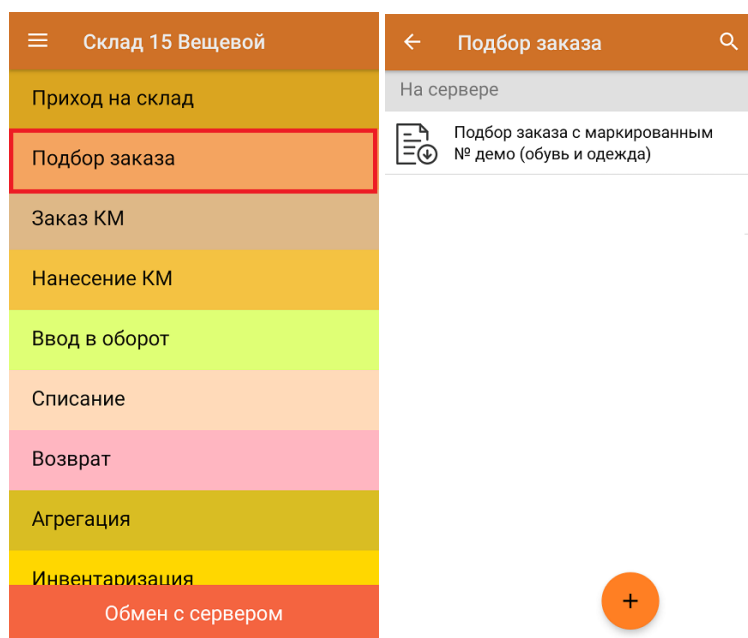 Склад 15 Вещевой
Приход на склад
Подбор заказа
Заказ КМ
Нанесение КМ
Ввод в оборот
Списание
Возврат
Агрегация
Инвентаризация
Обмен с сервером
Подбор заказа
На сервере
Подбор заказа с маркированным
№ демо (обувь и одежда)